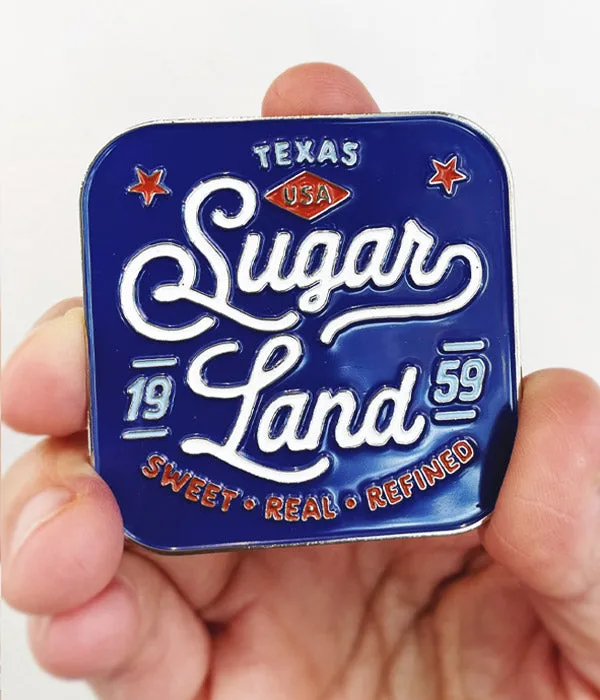 TEXAS
USA
Sugar
Land
19 59
SWEET • REAL • REFINED